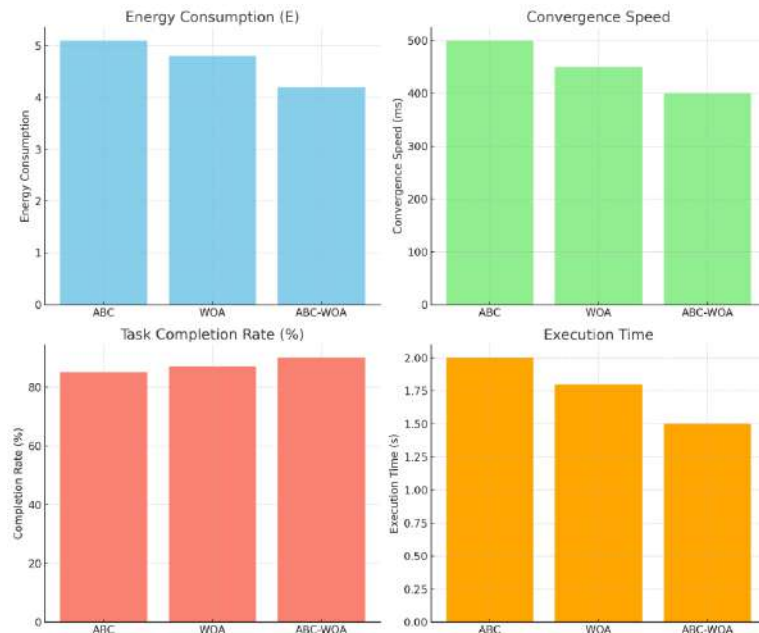 Energy Consumption (E)
Energy Consumption
5
4
3
2
1
0
ABC
WOA
ABC-WOA
Convergence Speed
Convergence Speed (ms)
500
400
300
200
100
0
ABC
WOA
ABC-WOA
Task Completion Rate (%)
Completion Rate (%)
80
60
40
20
0
ABC
WOA
ABC-WOA
Execution Time
Execution Time (s)
2.00
1.75
1.50
1.25
1.00
0.75
0.50
0.25
0.00
ABC
WOA
ABC-WOA